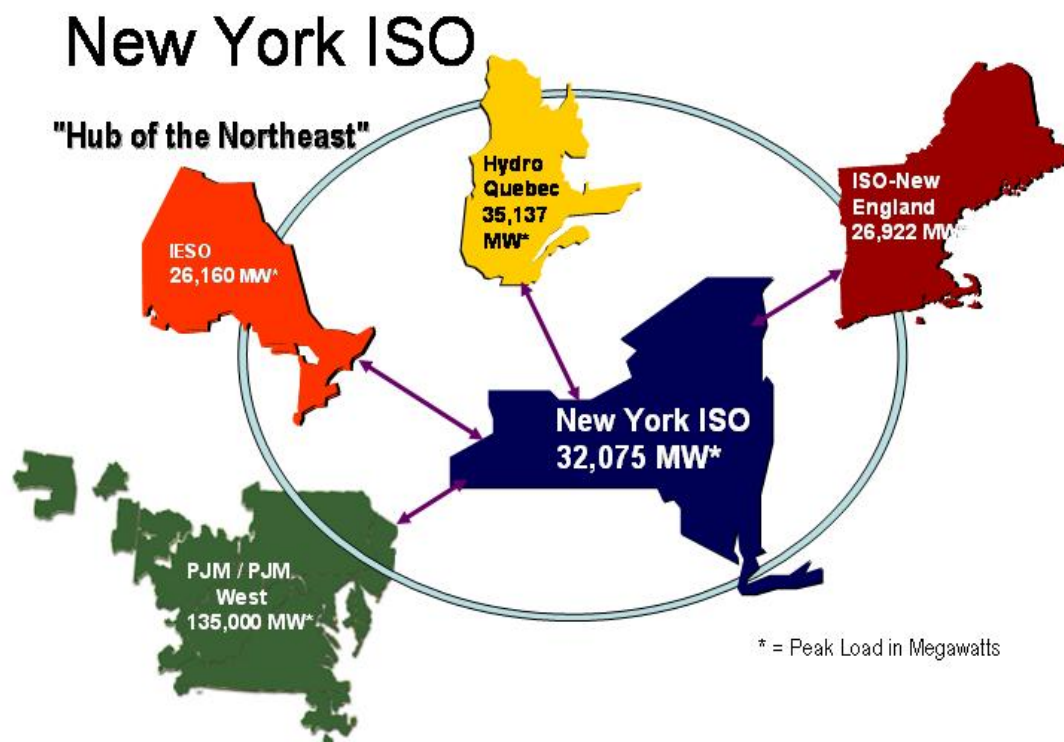 New York ISO
"Hub of the Northeast"
Hydro
Quebec
35,137
MW*
ISO-New
England
26,922 MW*
IESO
26,160 MW*
New York ISO
32,075 MW*
PJM / PJM
West
135,000 MW*
* = Peak Load in Megawatts